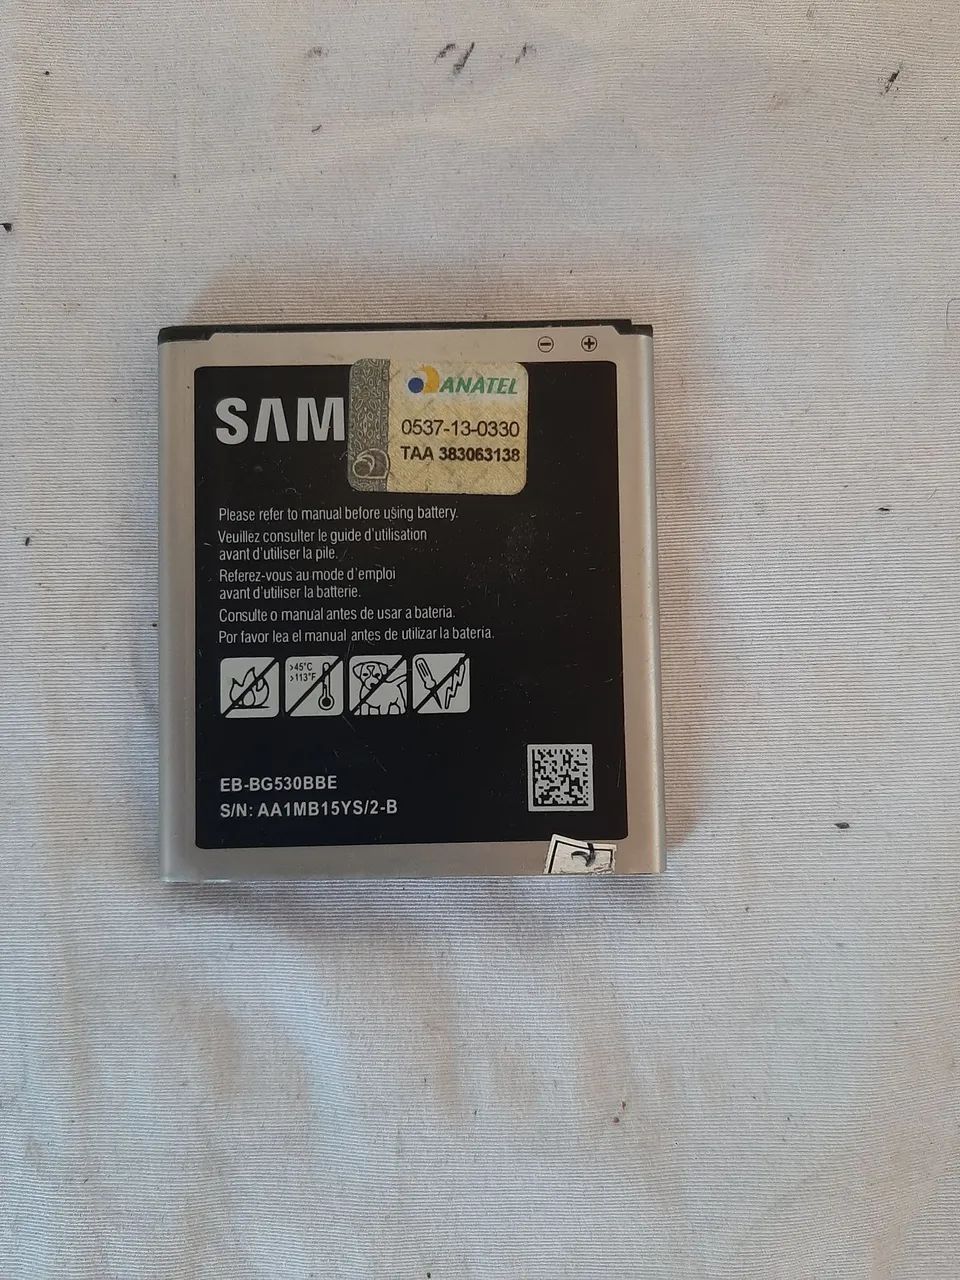 SAM
ANATEL
0537-13-0330
TAA 383063138
Please refer to manual before using battery.
Veuillez consulter le guide d'utilisation
avant d'utiliser la pile.
Referez-vous au mode d'emploi
avant d'utiliser la batterie.
Consulte o manual antes de usar a bateria.
Por favor lea el manual antes de utilizar la bateria.
>45°C
>113°F
EB-BG530BBE
S/N: AA1MB15YS/2-B